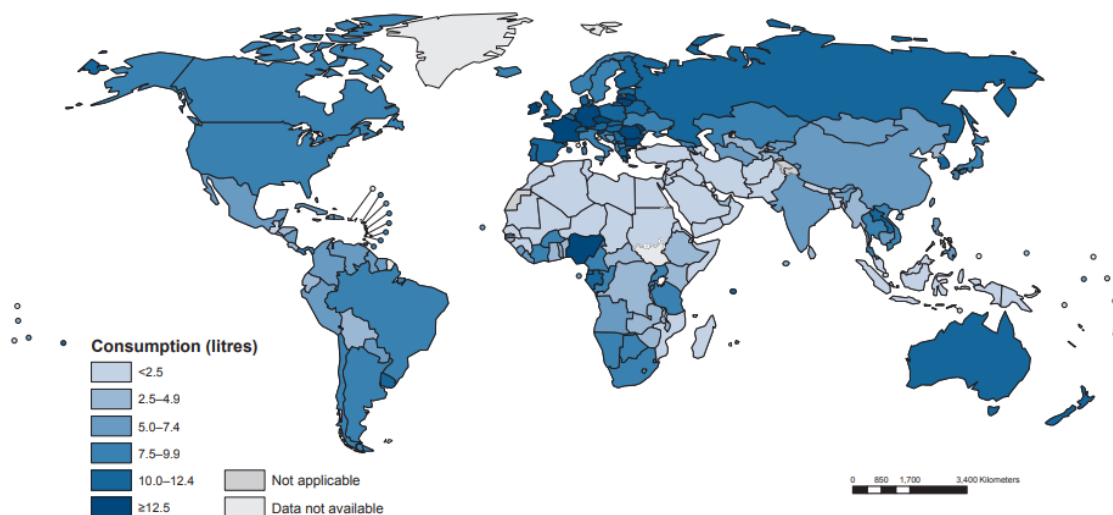 Consumption (litres)
<2.5
2.5–4.9
5.0–7.4
7.5–9.9
10.0–12.4
≥12.5
Not applicable
Data not available
0 850 1,700 3,400 Kilometers